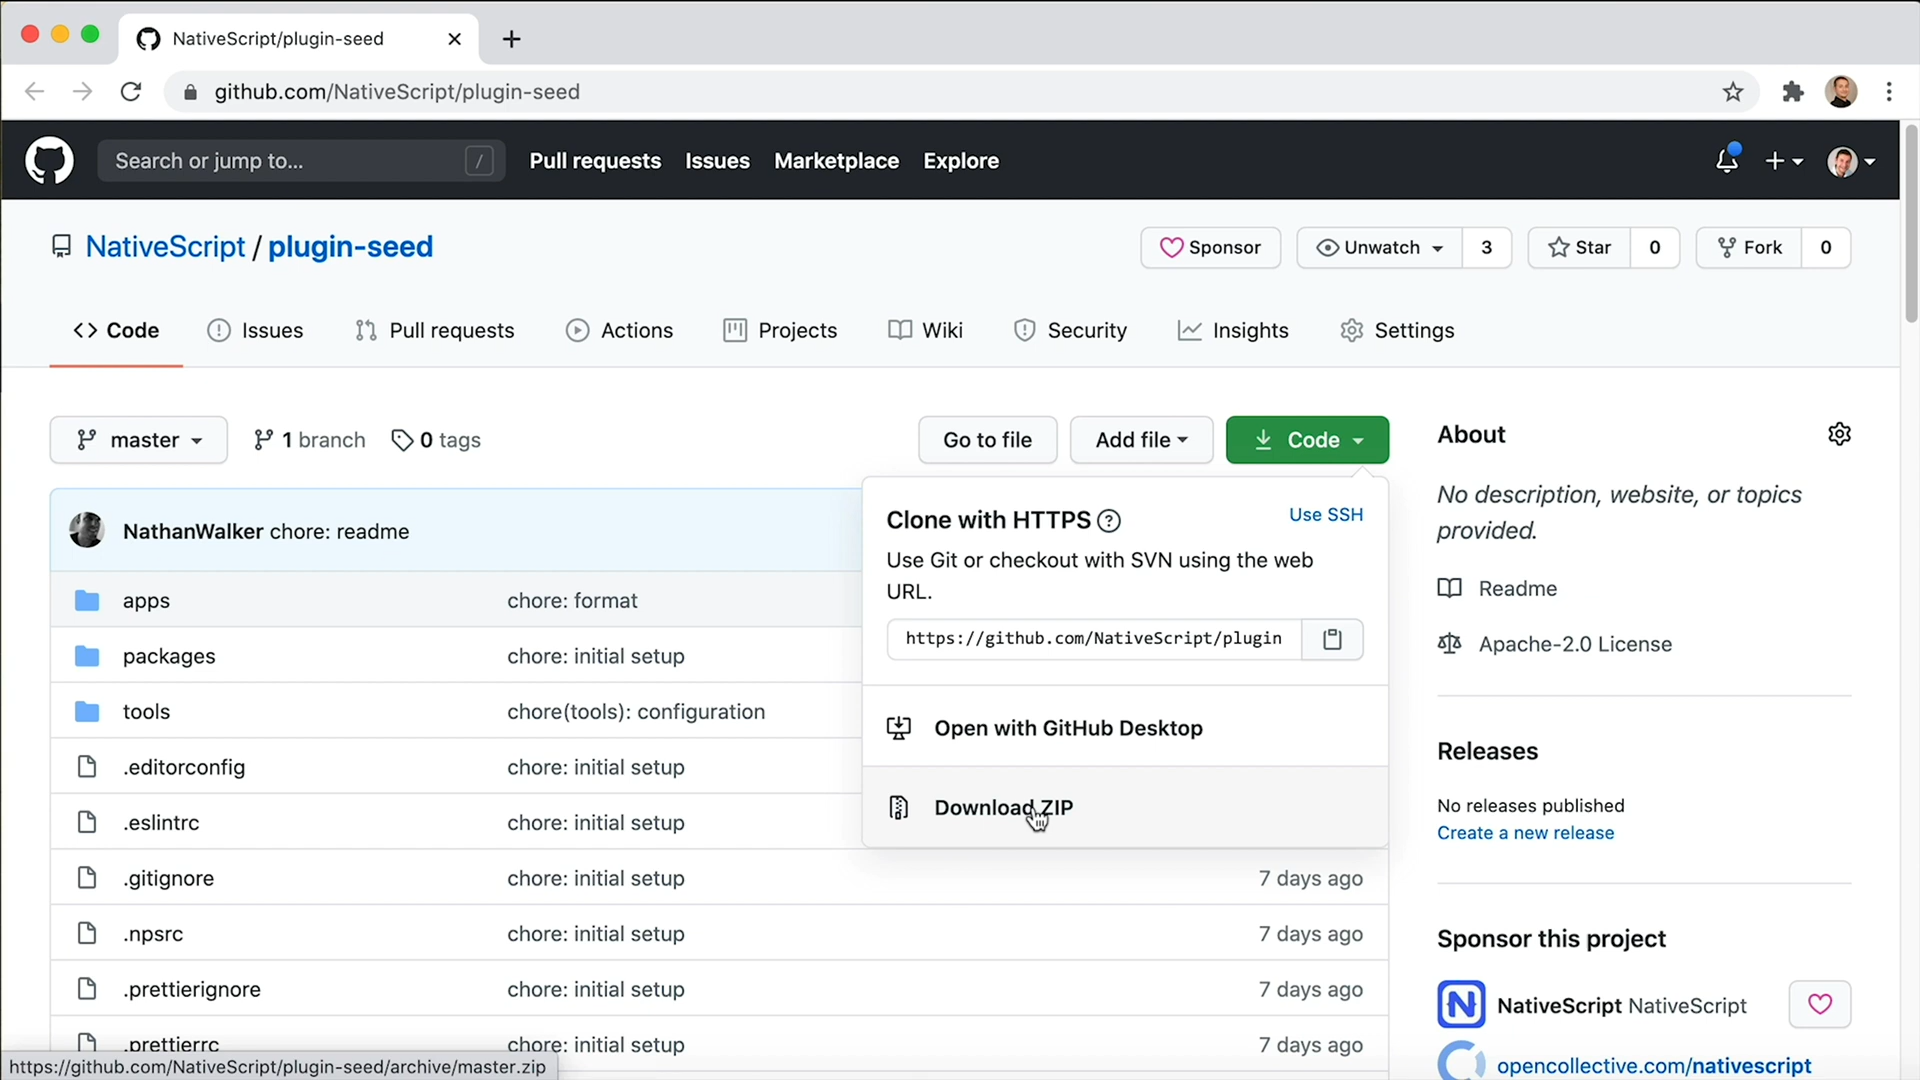 NativeScript/plugin-seed
github.com/NativeScript/plugin-seed
Search or jump to... /
Pull requests Issues Marketplace Explore
NativeScript / plugin-seed
Sponsor Unwatch 3 Star 0 Fork 0
Code Issues Pull requests Actions Projects Wiki Security Insights Settings
master 1 branch 0 tags Go to file Add file Code
NathanWalker chore: readme
apps chore: format
packages chore: initial setup
tools chore(tools): configuration
.editorconfig chore: initial setup
.eslintrc chore: initial setup
.gitignore chore: initial setup 7 days ago
.npsrc chore: initial setup 7 days ago
.prettierignore chore: initial setup 7 days ago
.prettierrc chore: initial setup 7 days ago
Clone with HTTPS ? Use SSH
Use Git or checkout with SVN using the web
URL.
https://github.com/NativeScript/plugin
Open with GitHub Desktop
Download ZIP
About
No description, website, or topics
provided.
Readme
Apache-2.0 License
Releases
No releases published
Create a new release
Sponsor this project
N NativeScript NativeScript
opencollective.com/nativescript
https://github.com/NativeScript/plugin-seed/archive/master.zip